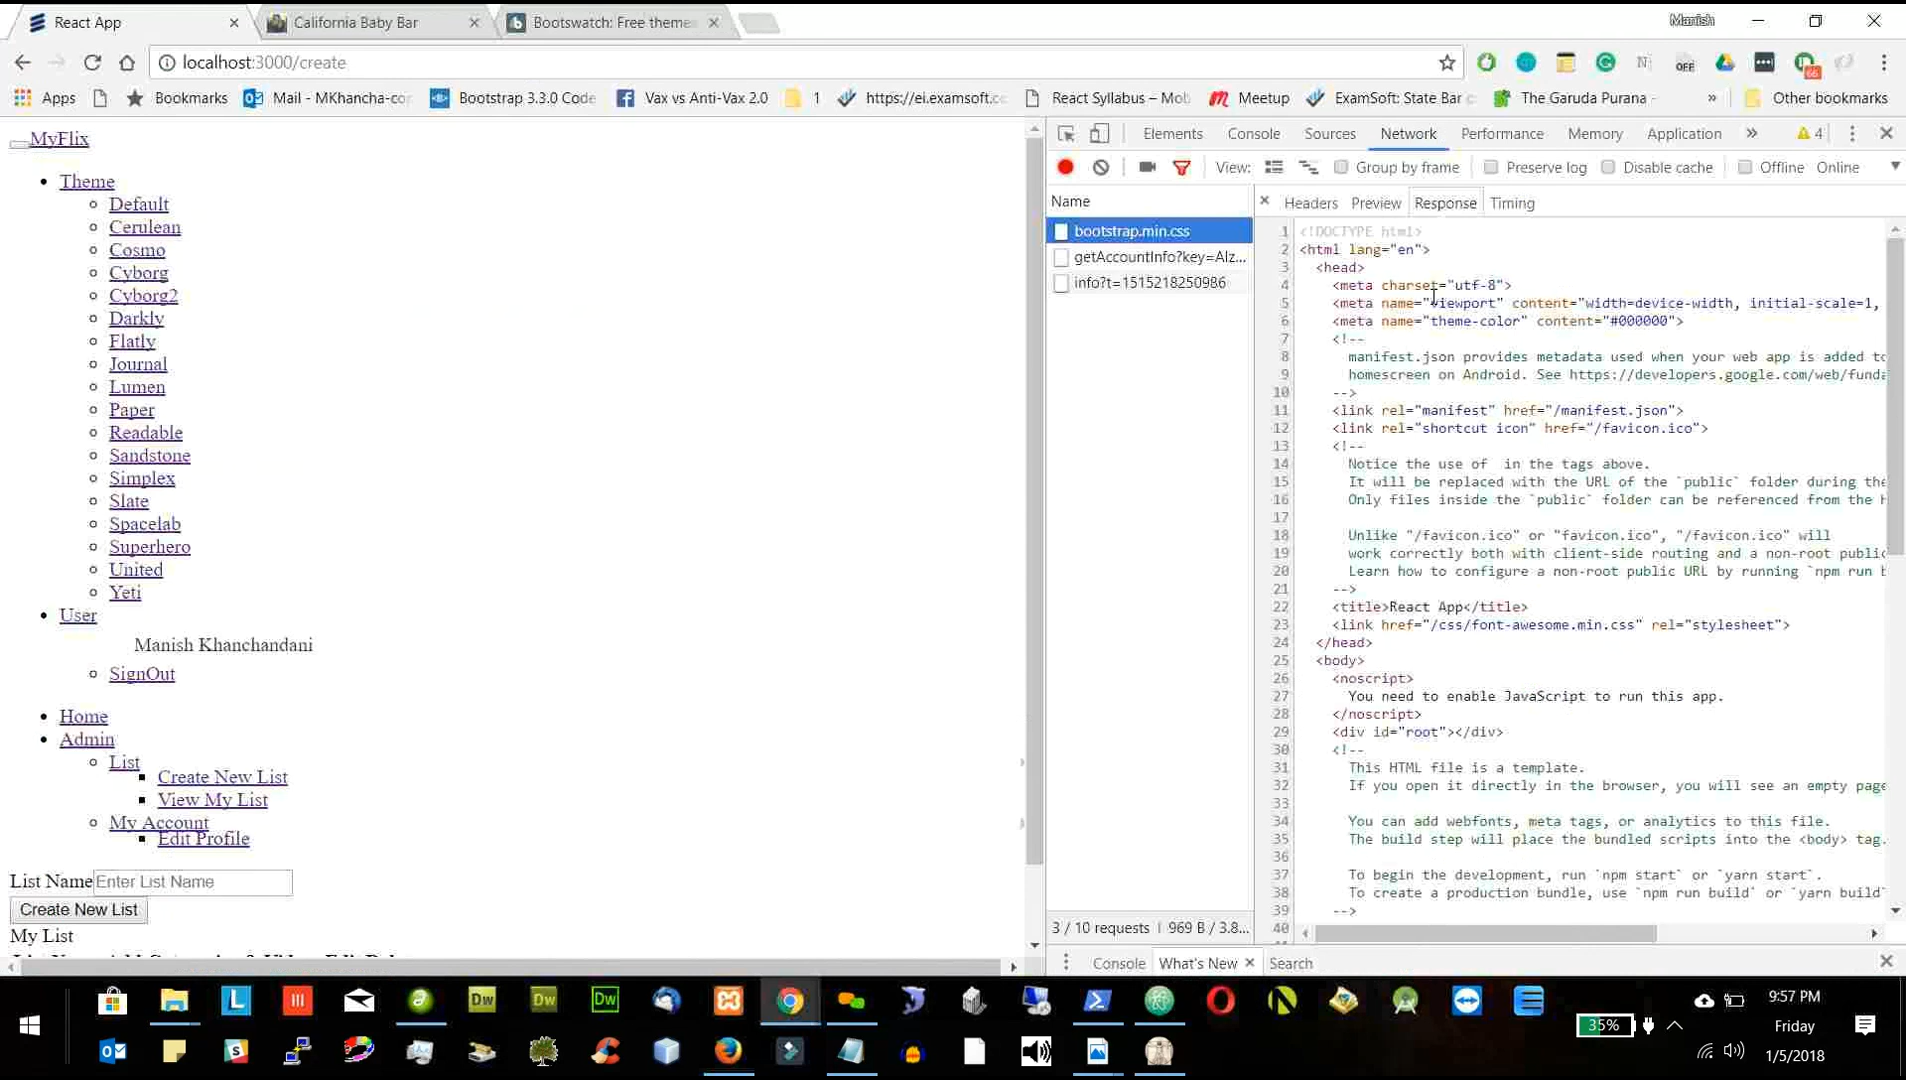 React App
California Baby Bar
Bootswatch: Free themes
Manish
localhost:3000/create
OFF
66
Apps
Bookmarks
Mail - MKhancha-cor
Bootstrap 3.3.0 Code
Vax vs Anti-Vax 2.0
1
https://ei.examsoft.cc
React Syllabus – Mob
Meetup
ExamSoft: State Bar c
The Garuda Purana -
»
Other bookmarks
MyFlix
Theme
Default
Cerulean
Cosmo
Cyborg
Cyborg2
Darkly
Flatly
Journal
Lumen
Paper
Readable
Sandstone
Simplex
Slate
Spacelab
Superhero
United
Yeti
User
Manish Khanchandani
SignOut
Home
Admin
List
Create New List
View My List
My Account
Edit Profile
List Name Enter List Name
Create New List
My List
Elements Console Sources Network Performance Memory Application » 4
View: Group by frame Preserve log Disable cache Offline Online
Name
bootstrap.min.css
getAccountInfo?key=AIz...
info?t=1515218250986
3 / 10 requests | 969 B / 3.8...
Headers Preview Response Timing
1 <!DOCTYPE html>
2 <html lang="en">
3 <head>
4 <meta charset="utf-8">
5 <meta name="viewport" content="width=device-width, initial-scale=1,
6 <meta name="theme-color" content="#000000">
7 <!--
8 manifest.json provides metadata used when your web app is added to
9 homescreen on Android. See https://developers.google.com/web/funda
10 -->
11 <link rel="manifest" href="/manifest.json">
12 <link rel="shortcut icon" href="/favicon.ico">
13 <!--
14 Notice the use of  in the tags above.
15 It will be replaced with the URL of the `public` folder during the
16 Only files inside the `public` folder can be referenced from the H
17
18 Unlike "/favicon.ico" or "favicon.ico", "/favicon.ico" will
19 work correctly both with client-side routing and a non-root public
20 Learn how to configure a non-root public URL by running `npm run b
21 -->
22 <title>React App</title>
23 <link href="/css/font-awesome.min.css" rel="stylesheet">
24 </head>
25 <body>
26 <noscript>
27 You need to enable JavaScript to run this app.
28 </noscript>
29 <div id="root"></div>
30 <!--
31 This HTML file is a template.
32 If you open it directly in the browser, you will see an empty page
33
34 You can add webfonts, meta tags, or analytics to this file.
35 The build step will place the bundled scripts into the <body> tag.
36
37 To begin the development, run `npm start` or `yarn start`.
38 To create a production bundle, use `npm run build` or `yarn build`
39 -->
40
Console What's New Search
Dw Dw Dw
35%
9:57 PM
Friday
1/5/2018